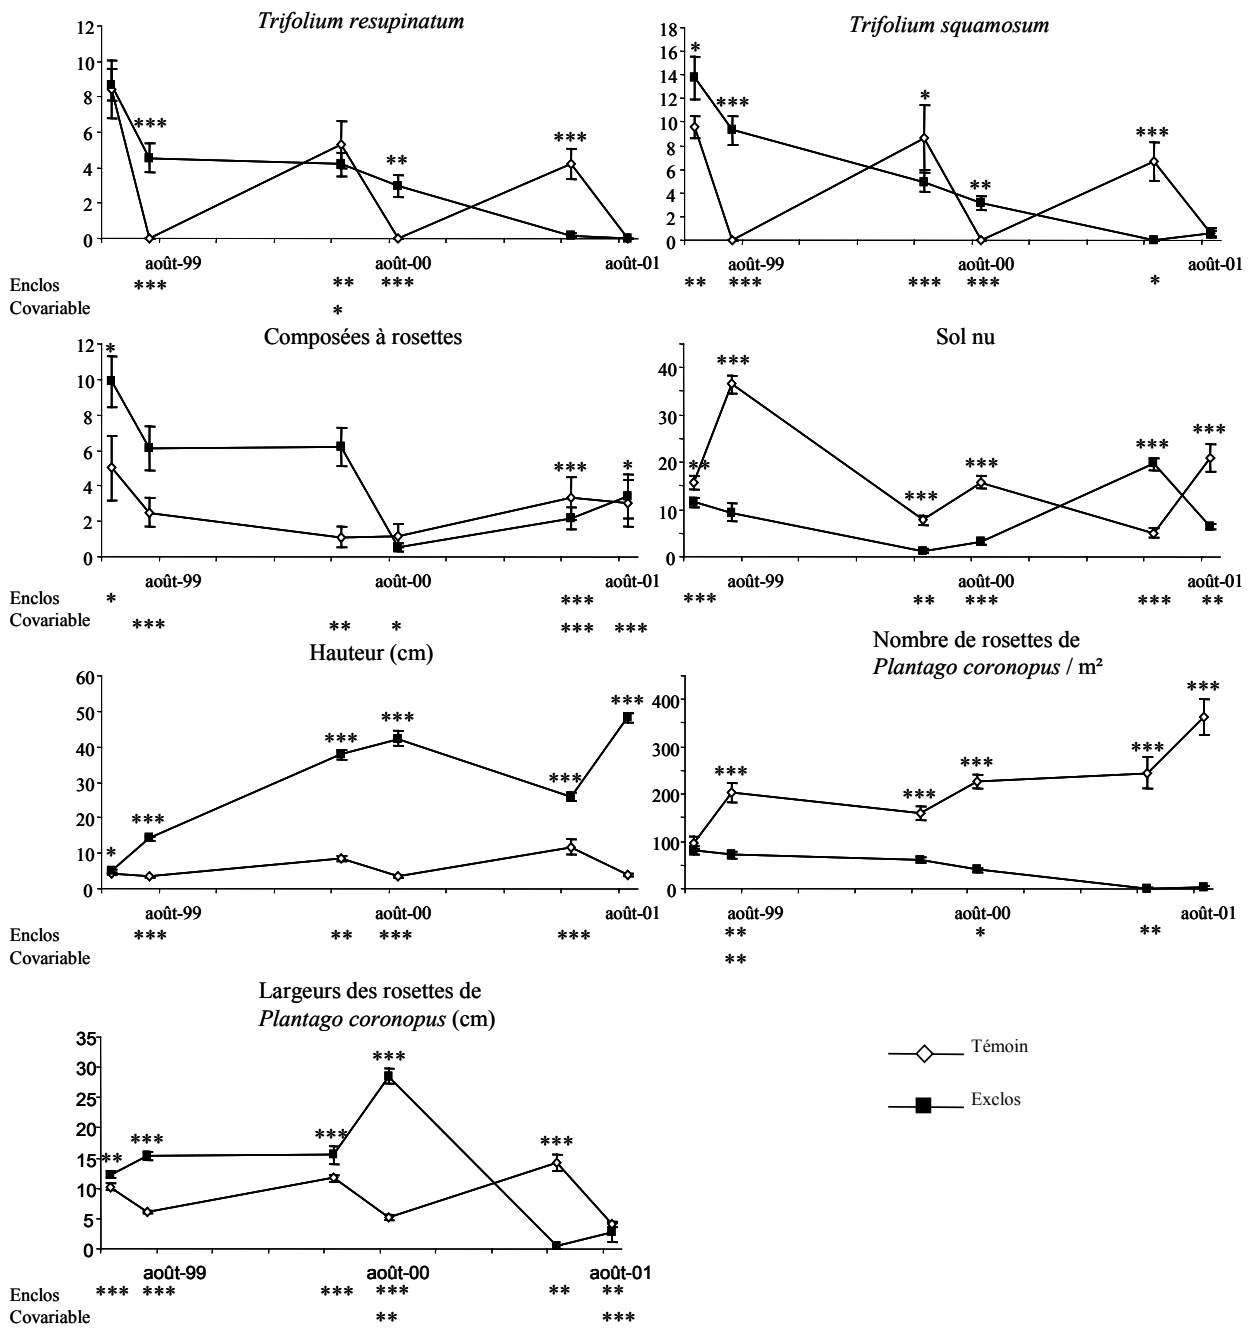 Trifolium resupinatum
12
10
8
6
4
2
0
***
**
***
août-99
août-00
août-01
Enclos *** ** ***
Covariable *
Trifolium squamosum
18
16
14
12
10
8
6
4
2
0
*
***
*
**
***
août-99
août-00
août-01
** *** *** *** *
Composées à rosettes
12
10
8
6
4
2
0
*
***
*
août-99
août-00
août-01
Enclos * ***
Covariable *** ** * *** ***
Sol nu
40
30
20
10
0
**
***
***
***
***
***
août-99
août-00
août-01
*** ** *** *** **
Hauteur (cm)
60
50
40
30
20
10
0
*
***
***
***
***
***
août-99
août-00
août-01
Enclos *** ** *** ***
Covariable
Nombre de rosettes de
Plantago coronopus / m²
400
300
200
100
0
***
***
***
***
***
août-99
août-00
août-01
** * **
**
Largeurs des rosettes de
Plantago coronopus (cm)
35
30
25
20
15
10
5
0
**
***
***
***
***
août-99
août-00
août-01
Enclos *** *** *** *** ** **
Covariable ** ***
Témoin
Exclos